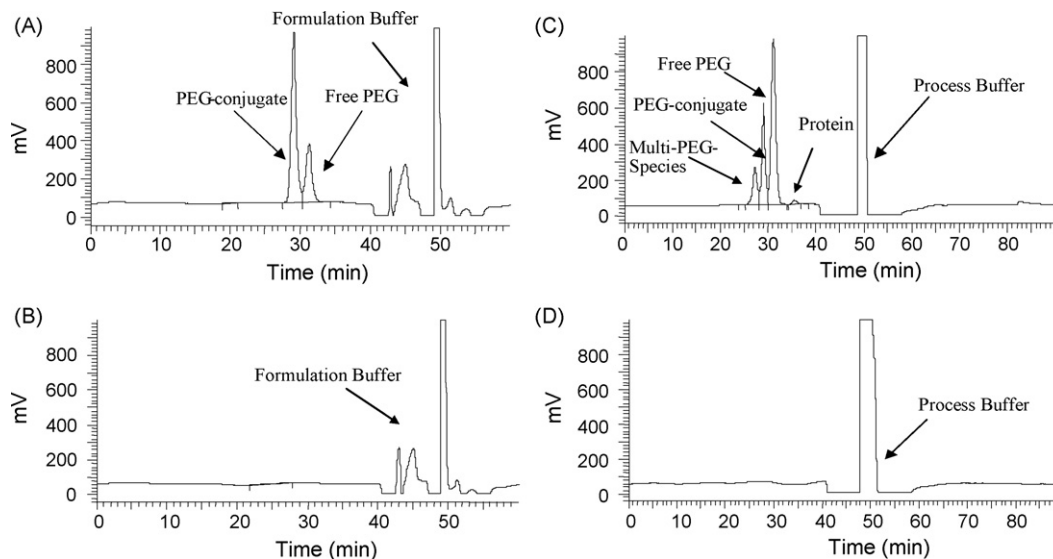 (A)
Formulation Buffer
PEG-conjugate
Free PEG
mV
800
600
400
200
0
0 10 20 30 40 50
Time (min)
(C)
Free PEG
PEG-conjugate
Multi-PEG-
Species
Protein
Process Buffer
mV
800
600
400
200
0
0 10 20 30 40 50 60 70 80
Time (min)
(B)
Formulation Buffer
mV
800
600
400
200
0
0 10 20 30 40 50
Time (min)
(D)
Process Buffer
mV
800
600
400
200
0
0 10 20 30 40 50 60 70 80
Time (min)